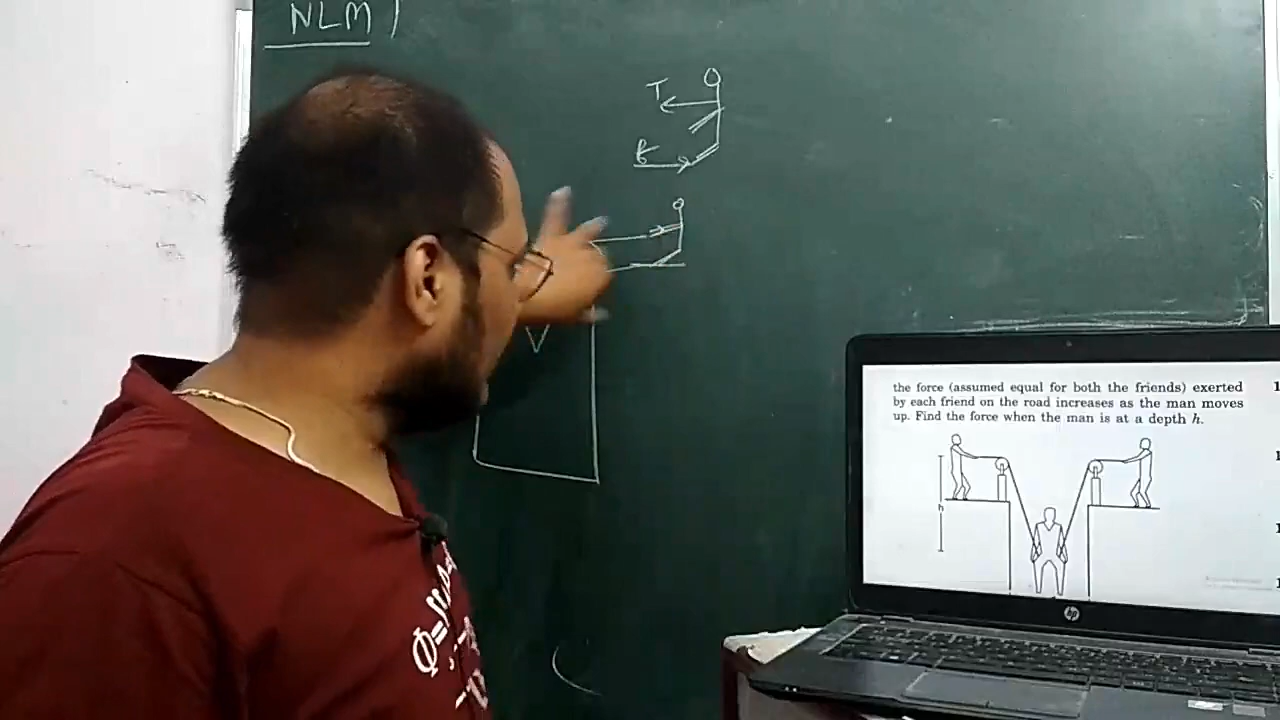 NLM)
T
F
the force (assumed equal for both the friends) exerted
by each friend on the road increases as the man moves
up. Find the force when the man is at a depth h.
h
hp